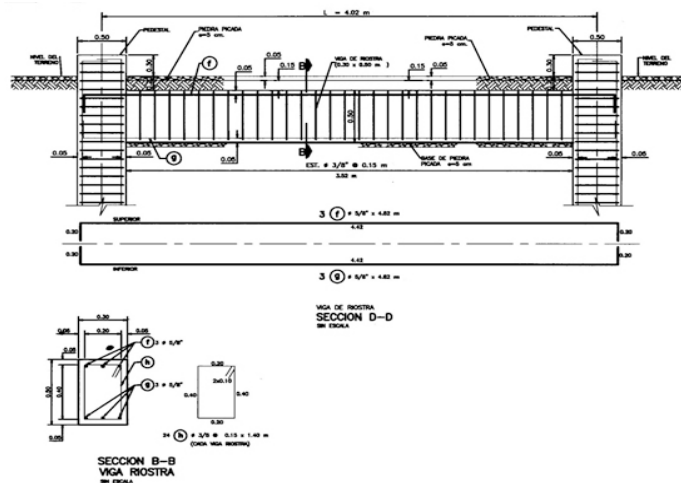 L = 4.02 m
0.50
PEDESTAL
PIEDRA PICADA
e=5 cm.
0.05
B
0.15
0.05
0.15
VIGA DE RIOSTRA
(0.30 x 0.50 m)
PIEDRA PICADA
e=5 cm
PEDESTAL
0.50
NIVEL DEL
TERRENO
0.30
f
0.05
0.30
NIVEL DEL
TERRENO
0.50
0.05
0.05
g
0.05
B
BASE DE PIEDRA
PICADA e=5 cm
0.05
0.05
EST. ø 3/8" @ 0.15 m
3.52 m
SUPERIOR
3 f ø 5/8" x 4.82 m
0.30
4.42
0.30
0.30
4.42
0.20
INFERIOR
3 g ø 5/8" x 4.82 m
VIGA DE RIOSTRA
SECCION D-D
SIN ESCALA
0.30
0.05
0.20
0.05
0.05
f 3 ø 5/8"
h
g 3 ø 5/8"
0.50
0.40
0.05
0.20
2x0.10
0.40
0.40
24 h ø 3/8 @ 0.15 x 1.40 m
(CADA VIGA RIOSTRA)
SECCION B-B
VIGA RIOSTRA
SIN ESCALA